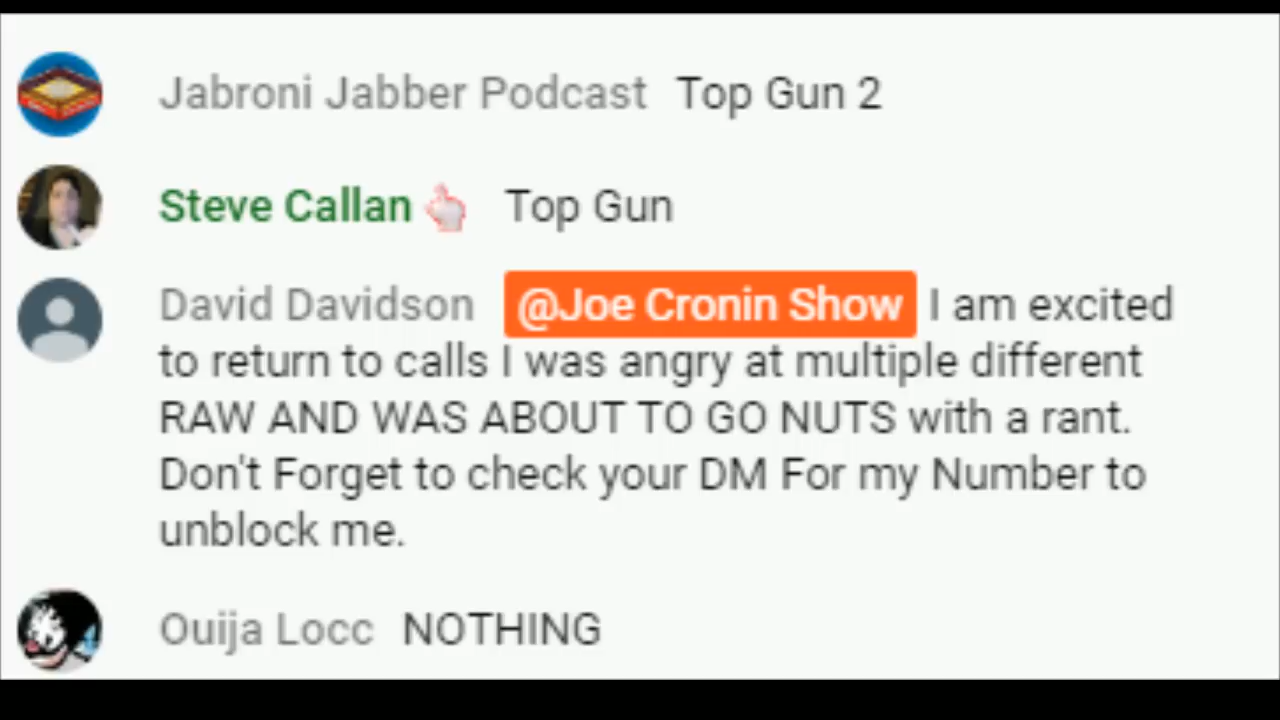 Jabroni Jabber Podcast Top Gun 2
Steve Callan Top Gun
David Davidson @Joe Cronin Show I am excited
to return to calls I was angry at multiple different
RAW AND WAS ABOUT TO GO NUTS with a rant.
Don't Forget to check your DM For my Number to
unblock me.
Ouija Locc NOTHING